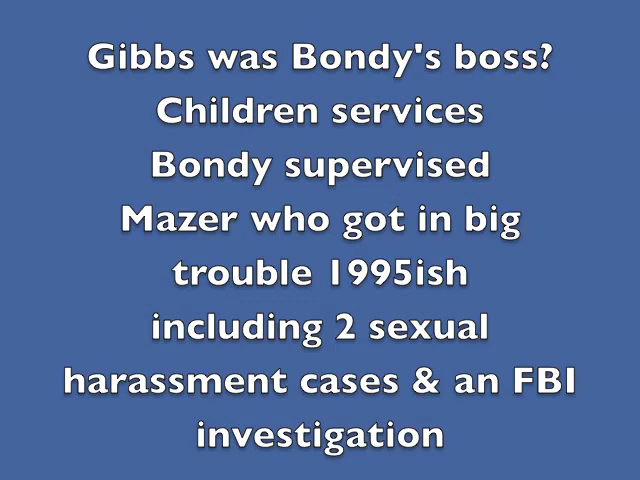 Gibbs was Bondy's boss?
Children services
Bondy supervised
Mazer who got in big
trouble 1995ish
including 2 sexual
harassment cases & an FBI
investigation